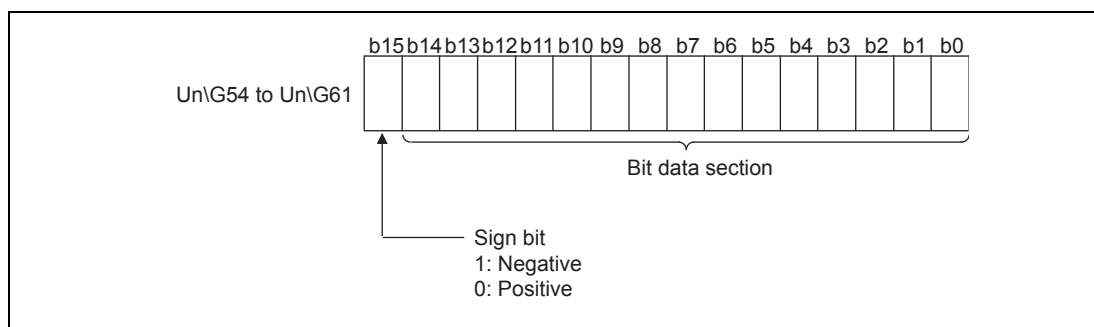 b15 b14 b13 b12 b11 b10 b9 b8 b7 b6 b5 b4 b3 b2 b1 b0
Un\G54 to Un\G61
Bit data section
Sign bit
1: Negative
0: Positive